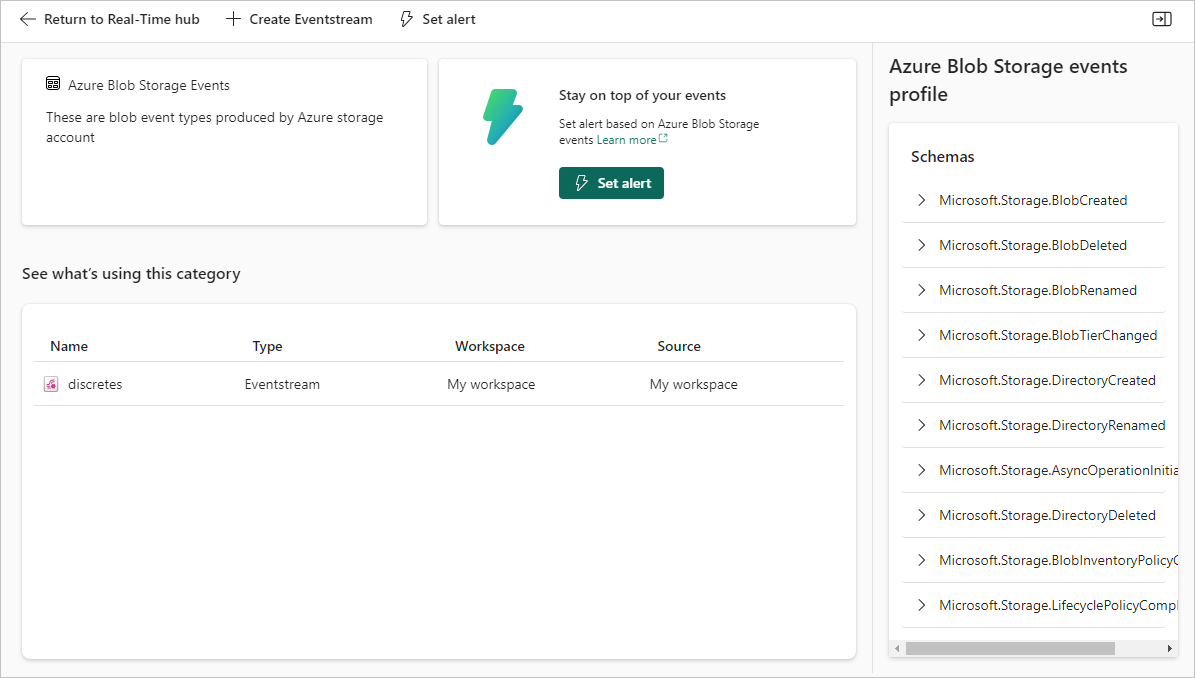 Return to Real-Time hub
Create Eventstream
Set alert
Azure Blob Storage Events
These are blob event types produced by Azure storage
account
Stay on top of your events
Set alert based on Azure Blob Storage
events Learn more
Set alert
See what's using this category
Name Type Workspace Source
discretes Eventstream My workspace My workspace
Azure Blob Storage events
profile
Schemas
Microsoft.Storage.BlobCreated
Microsoft.Storage.BlobDeleted
Microsoft.Storage.BlobRenamed
Microsoft.Storage.BlobTierChanged
Microsoft.Storage.DirectoryCreated
Microsoft.Storage.DirectoryRenamed
Microsoft.Storage.AsyncOperationInitia
Microsoft.Storage.DirectoryDeleted
Microsoft.Storage.BlobInventoryPolicyC
Microsoft.Storage.LifecyclePolicyCompl